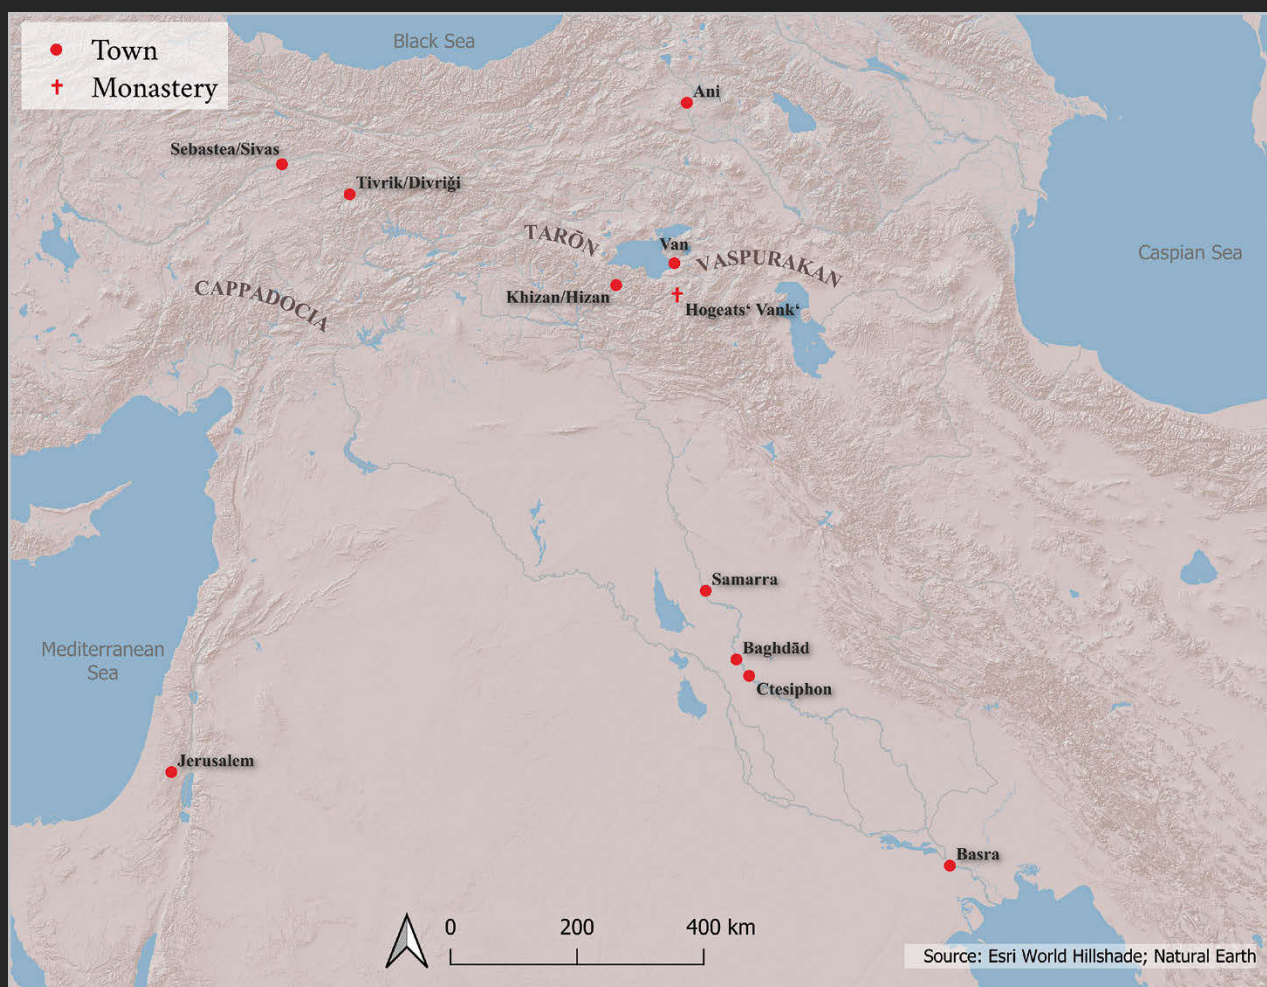 Town
Monastery
Black Sea
Ani
Sebastea/Sivas
Tivrik/Divriği
TARŌN
Van
VASPURAKAN
Caspian Sea
CAPPADOCIA
Khizan/Hizan
Hogeats‘ Vank‘
Samarra
Mediterranean
Sea
Baghdād
Ctesiphon
Jerusalem
Basra
0 200 400 km
Source: Esri World Hillshade; Natural Earth